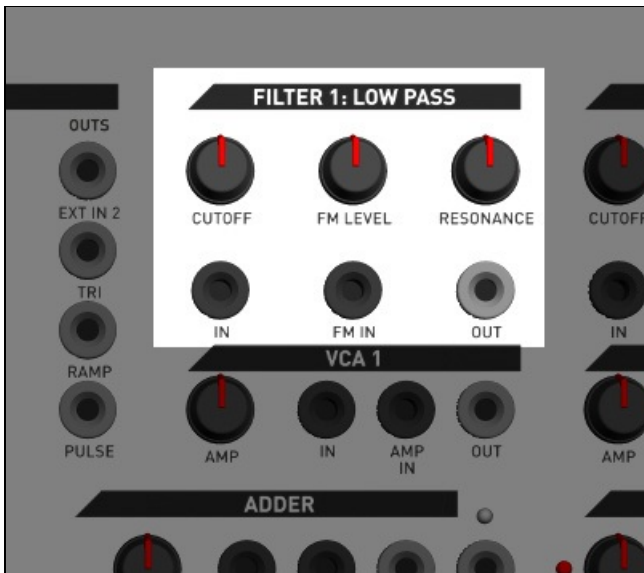 OUTS
EXT IN 2
TRI
RAMP
PULSE
FILTER 1: LOW PASS
CUTOFF FM LEVEL RESONANCE
IN FM IN OUT
VCA 1
AMP IN AMP IN OUT
ADDER
CUTOFF
IN
AMP